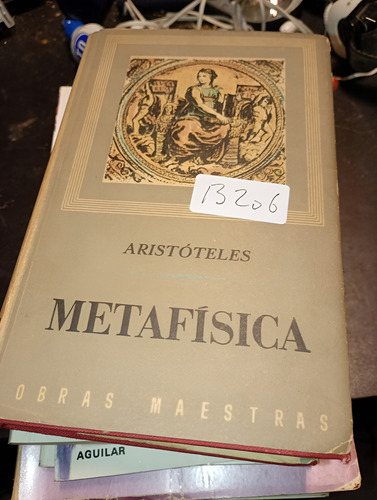 B206
ARISTÓTELES
METAFÍSICA
OBRAS MAESTRAS
AGUILAR